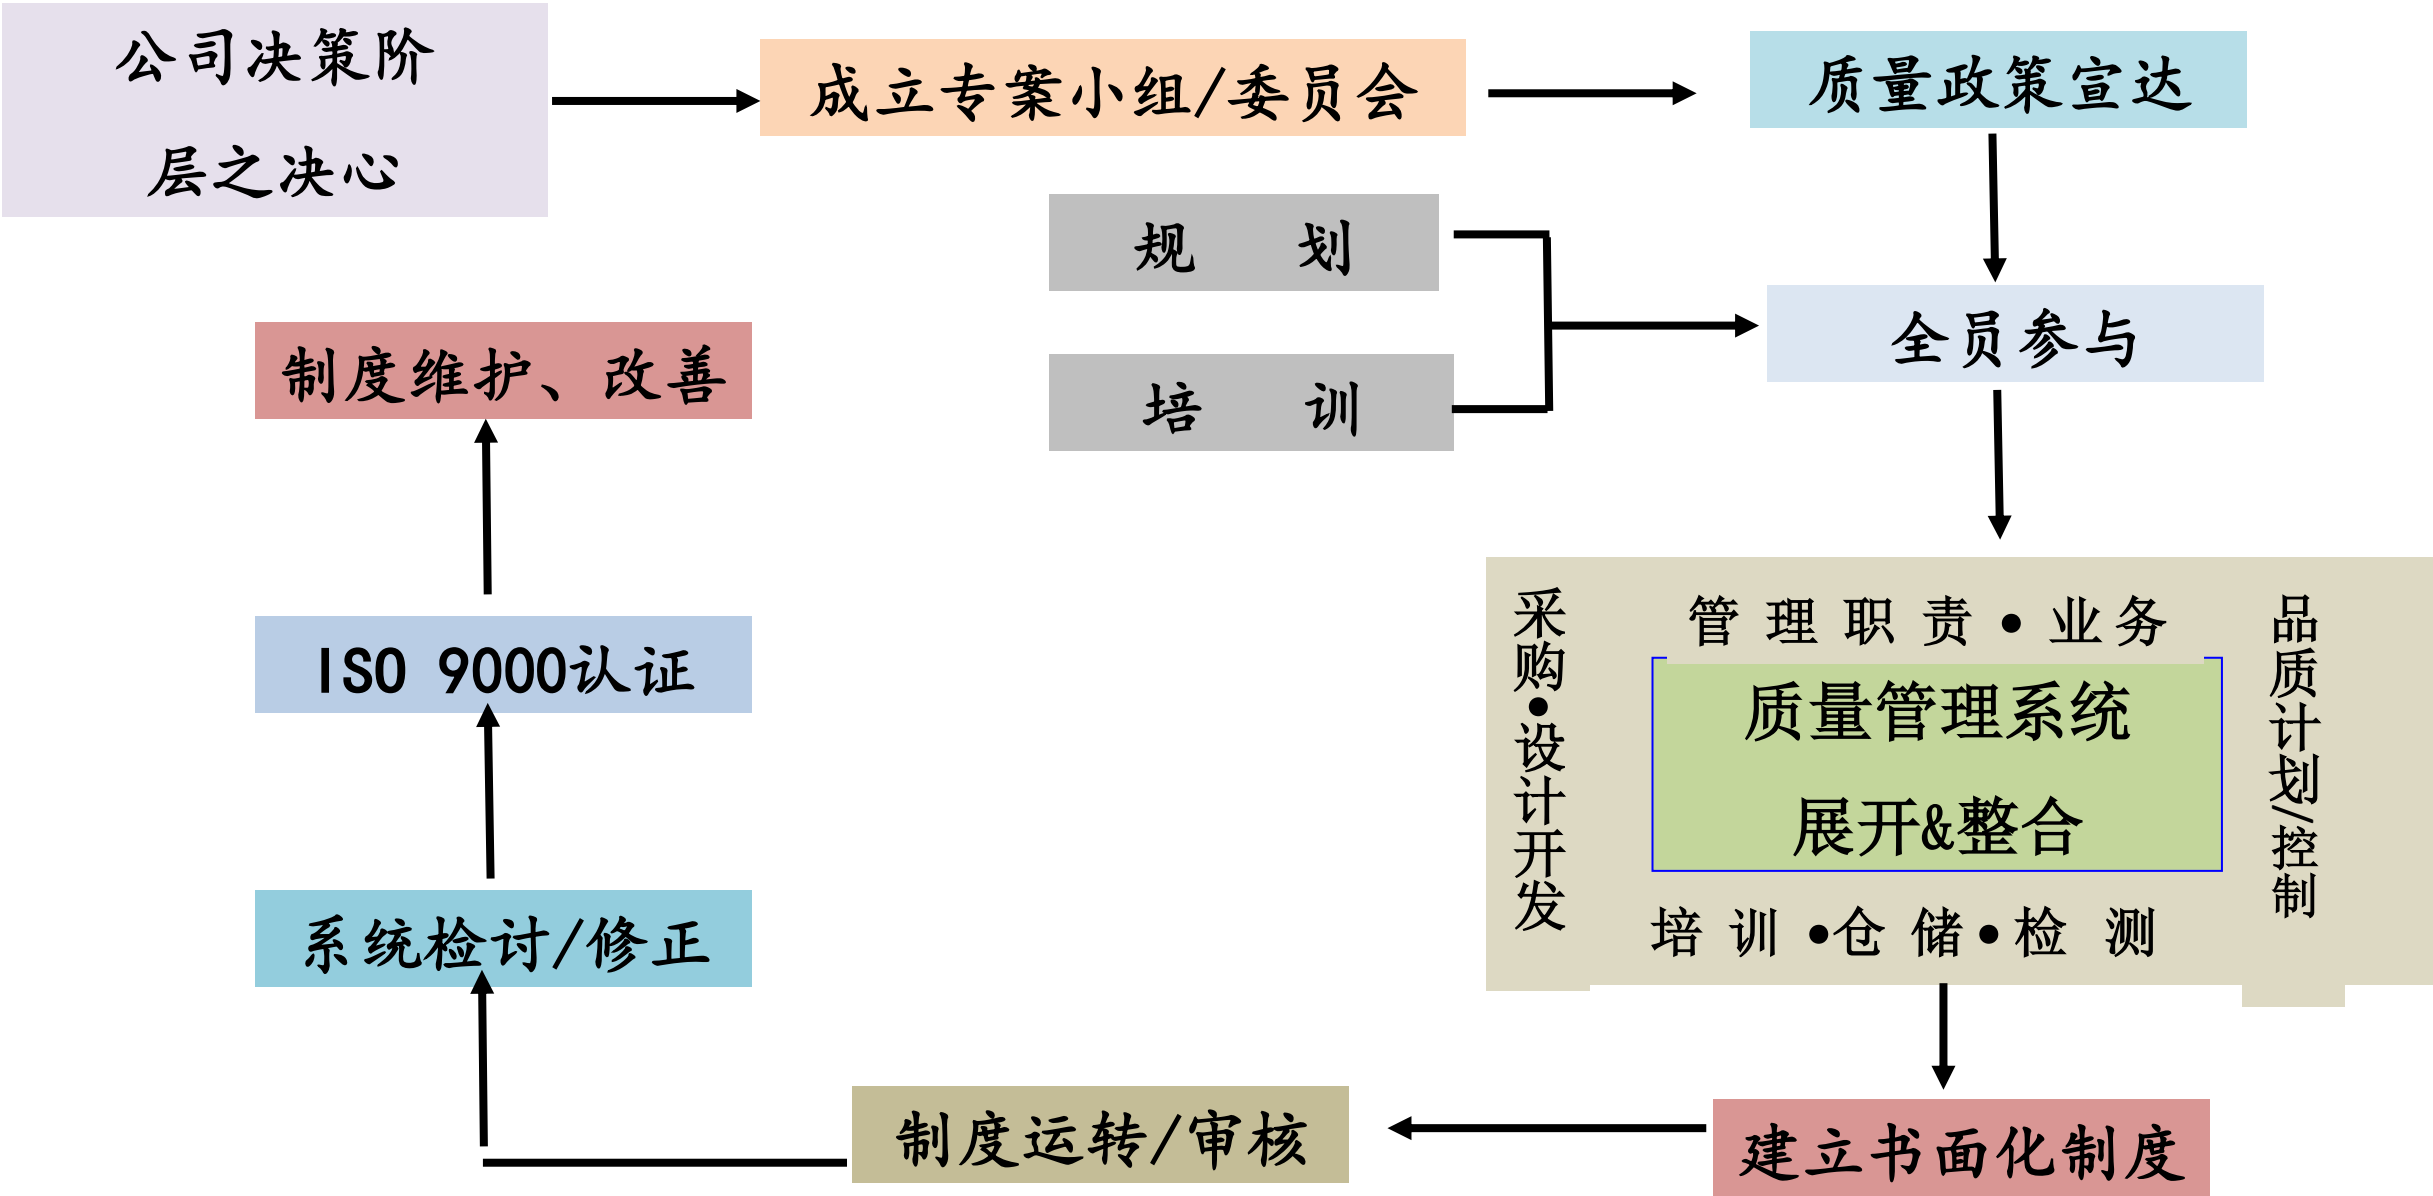 公司决策阶
层之决心
成立专案小组/委员会
质量政策宣达
规 划
培 训
全员参与
制度维护、改善
采购•设计开发
管 理 职 责 • 业 务
质量管理系统
展开&整合
培 训 •仓 储 • 检 测
品质计划/控制
ISO 9000认证
系统检讨/修正
制度运转/审核
建立书面化制度